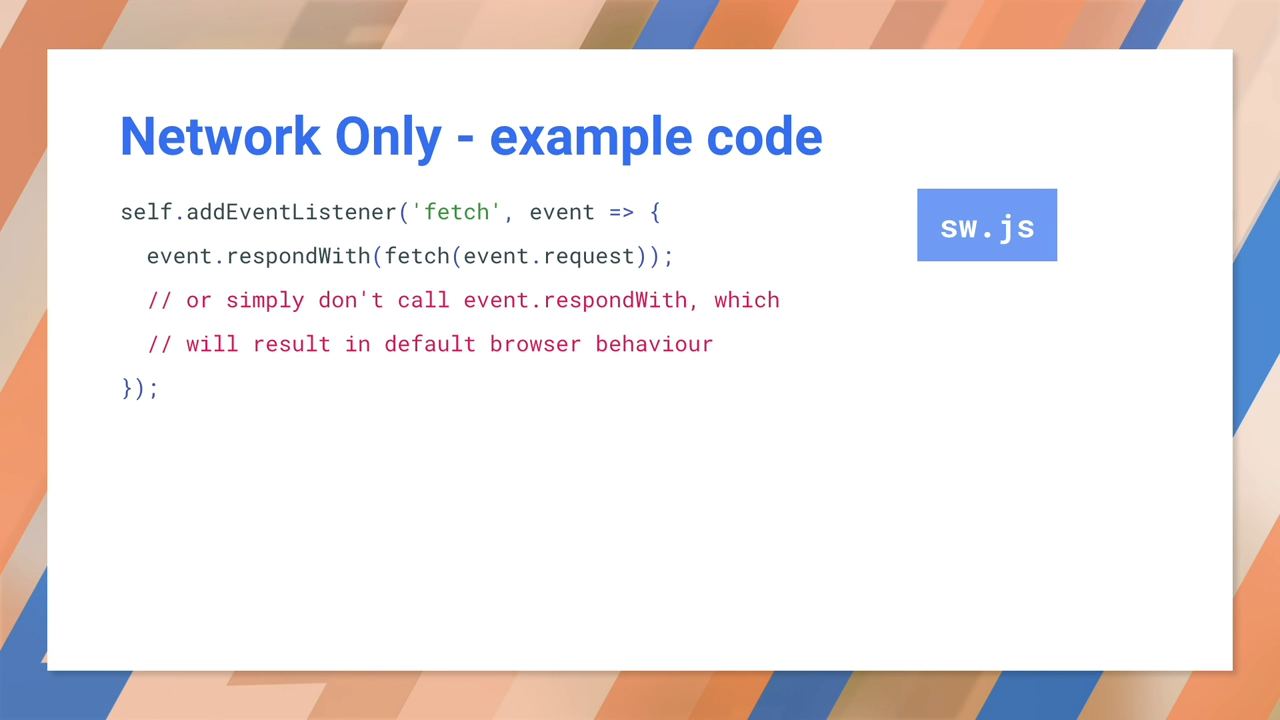 Network Only - example code
self.addEventListener('fetch', event => {
  event.respondWith(fetch(event.request));
  // or simply don't call event.respondWith, which
  // will result in default browser behaviour
});
sw.js